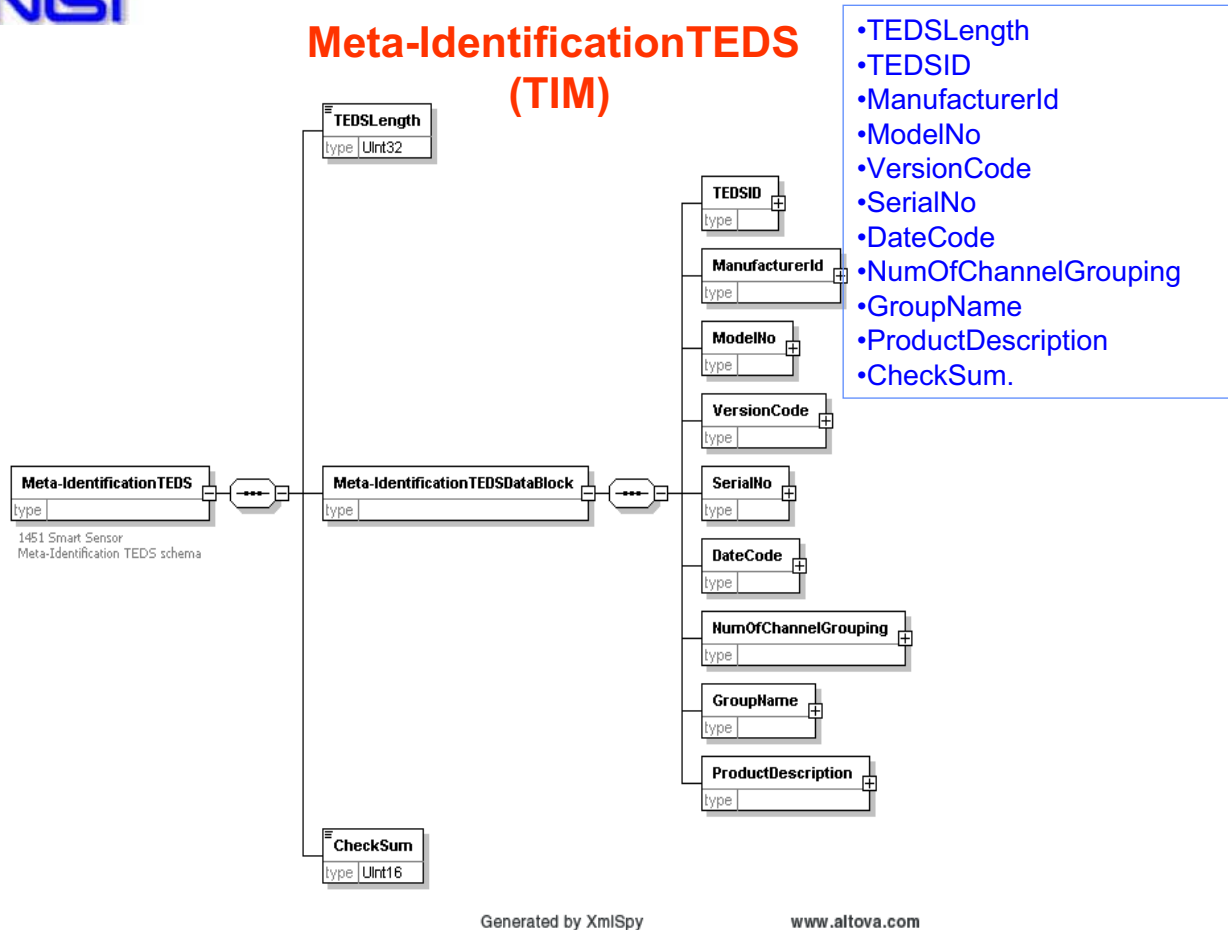 Meta-IdentificationTEDS
(TIM)
•TEDSLength
•TEDSID
•ManufacturerId
•ModelNo
•VersionCode
•SerialNo
•DateCode
•NumOfChannelGrouping
•GroupName
•ProductDescription
•CheckSum.
TEDSLength
type UInt32
TEDSID
type
ManufacturerId
type
ModelNo
type
VersionCode
type
Meta-IdentificationTEDS
type
1451 Smart Sensor
Meta-Identification TEDS schema
Meta-IdentificationTEDSDataBlock
type
SerialNo
type
DateCode
type
NumOfChannelGrouping
type
GroupName
type
ProductDescription
type
CheckSum
type UInt16
Generated by XmlSpy
www.altova.com